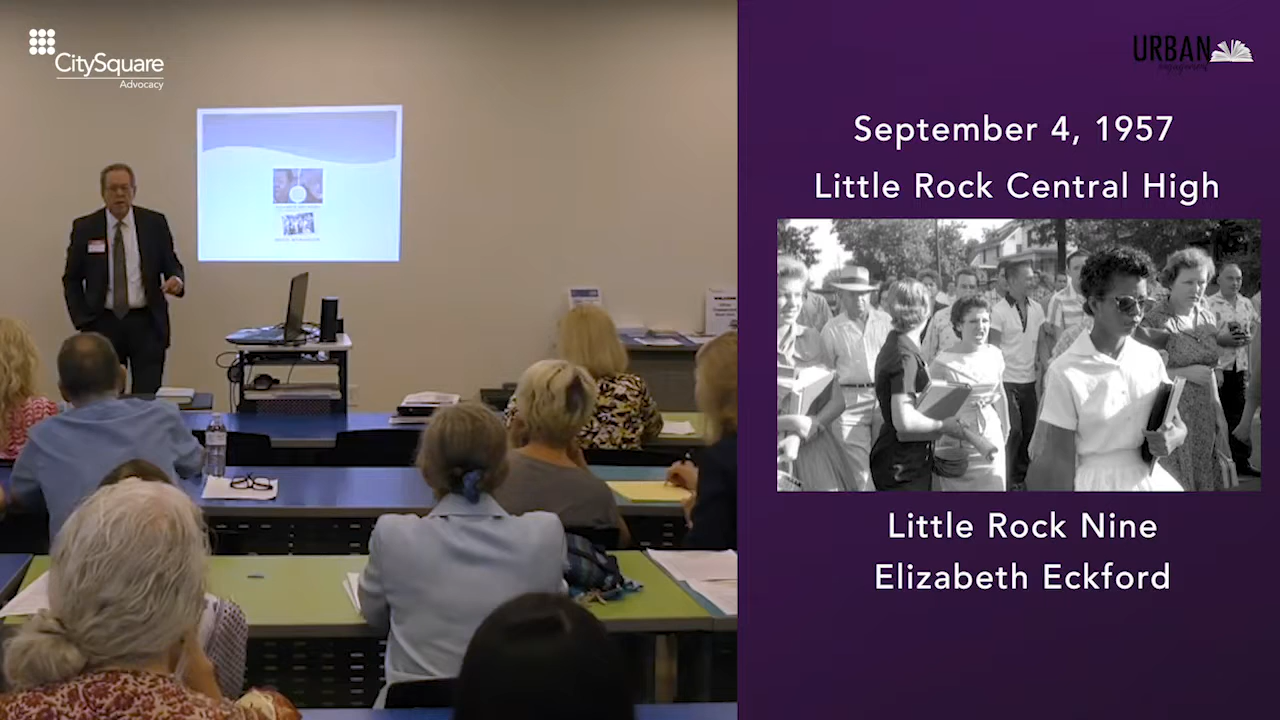 CitySquare
Advocacy
URBAN
September 4, 1957
Little Rock Central High
Little Rock Nine
Elizabeth Eckford